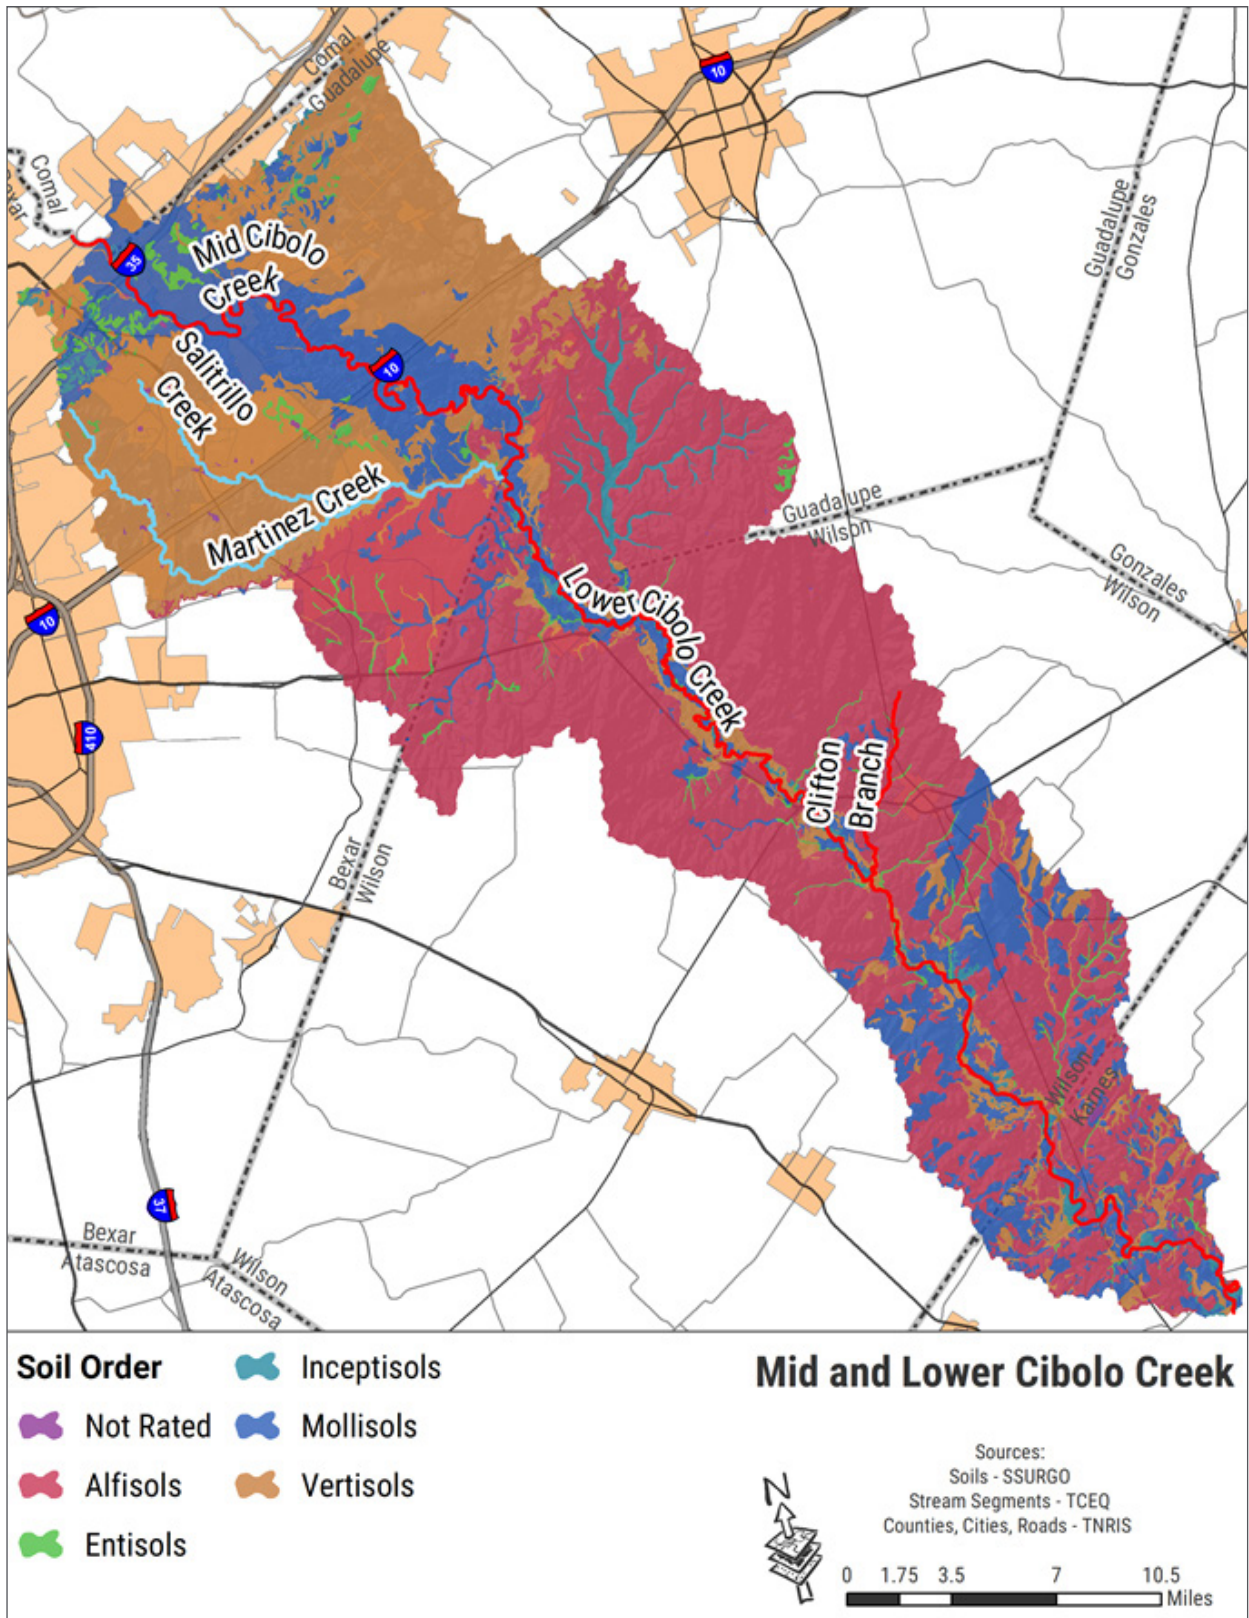 Comal
Guadalupe
10
Comal
Guadalupe
Gonzales
35
Mid Cibolo
Creek
Salitrillo
Creek
10
Martinez Creek
Guadalupe
Wilson
Gonzales
Wilson
Lower Cibolo Creek
10
410
Clifton
Branch
Bexar
Wilson
Wilson
Karnes
37
Bexar
Atascosa
Wilson
Atascosa
Soil Order
Not Rated
Alfisols
Entisols
Inceptisols
Mollisols
Vertisols
Mid and Lower Cibolo Creek
Sources:
Soils - SSURGO
Stream Segments - TCEQ
Counties, Cities, Roads - TNRIS
N
0 1.75 3.5 7 10.5
Miles